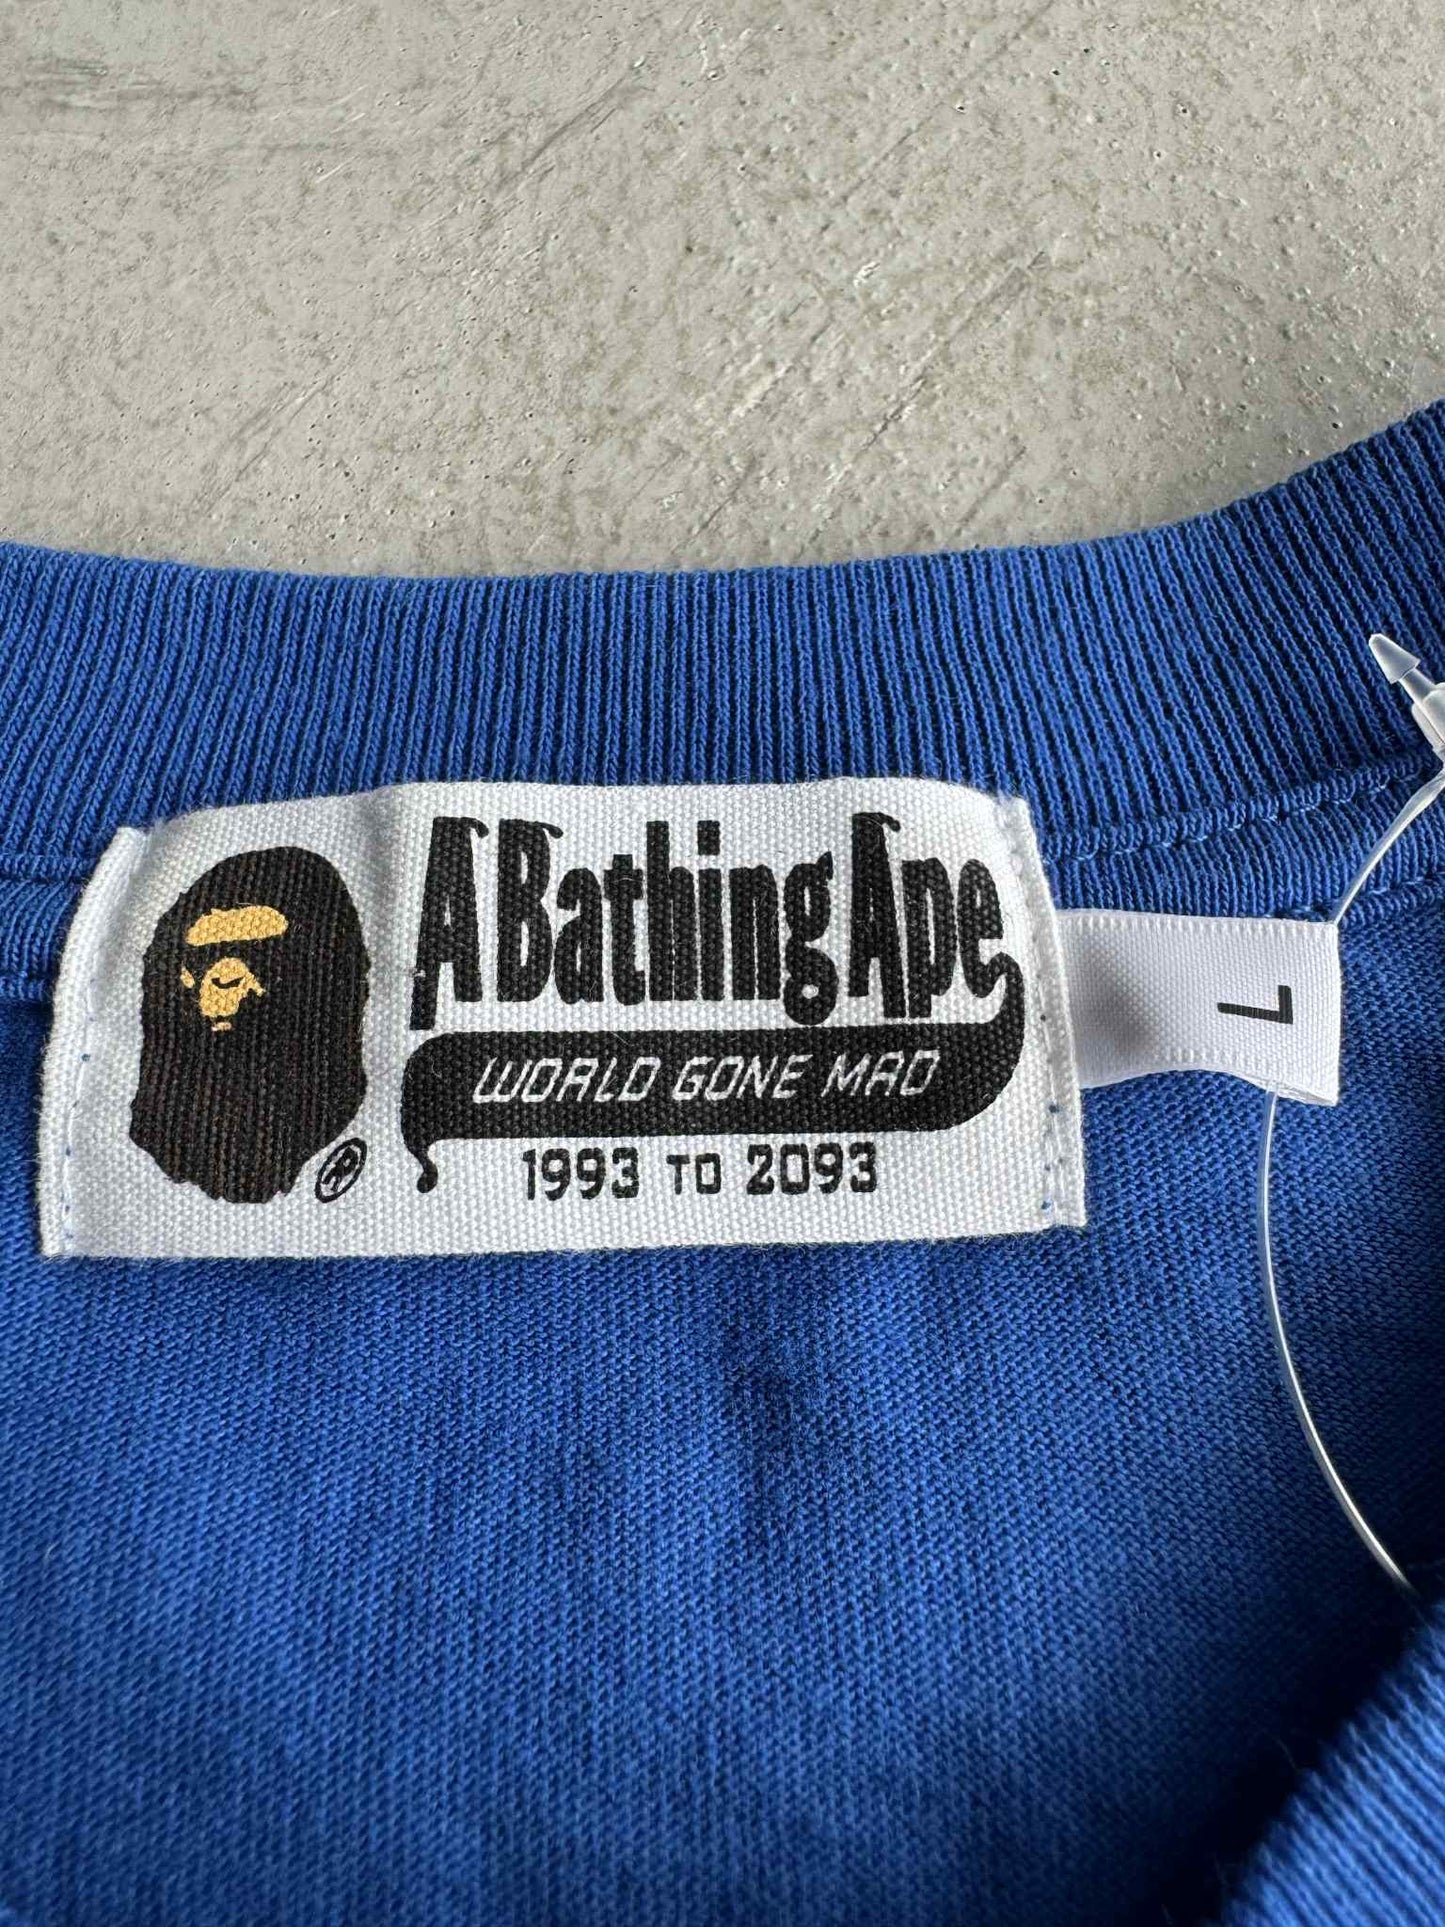 A Bathing Ape
WORLD GONE MAD
1993 TO 2093
®
L